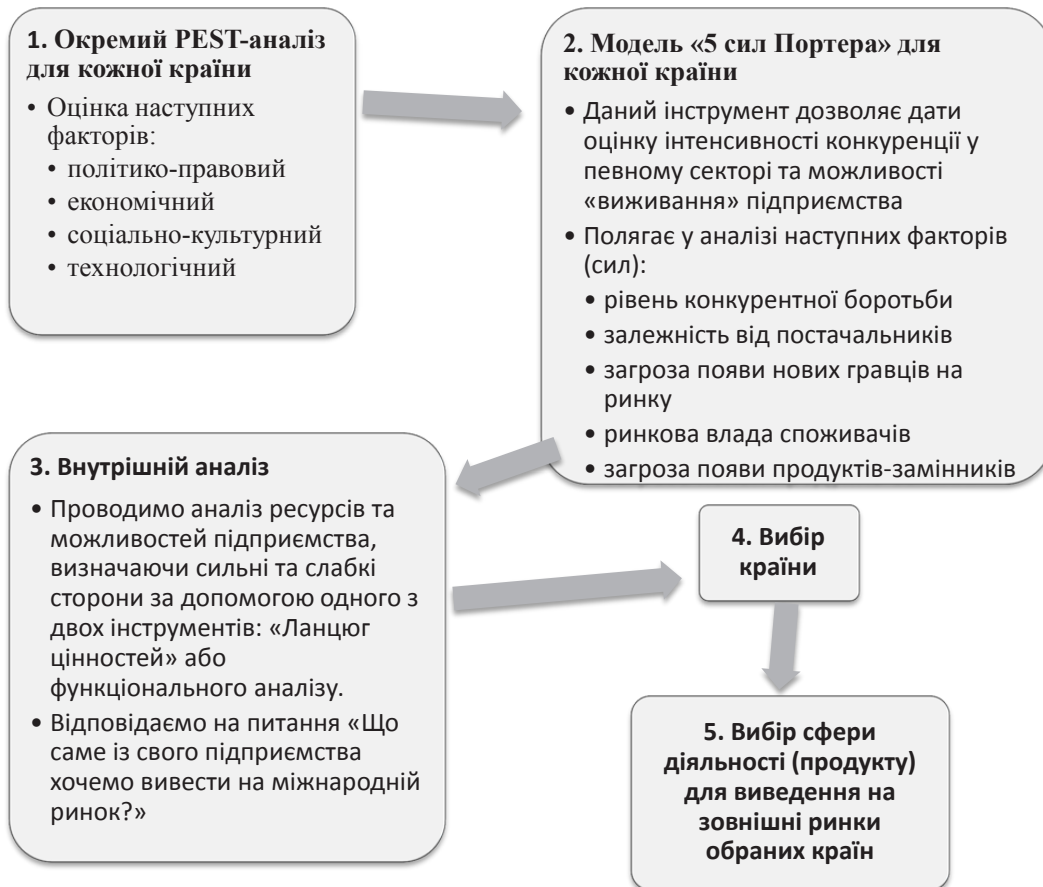 1. Окремий PEST-аналіз
для кожної країни
• Оцінка наступних
факторів:
• політико-правовий
• економічний
• соціально-культурний
• технологічний
2. Модель «5 сил Портера» для
кожної країни
• Даний інструмент дозволяє дати
оцінку інтенсивності конкуренції у
певному секторі та можливості
«виживання» підприємства
• Полягає у аналізі наступних факторів
(сил):
• рівень конкурентної боротьби
• залежність від постачальників
• загроза появи нових гравців на
ринку
• ринкова влада споживачів
• загроза появи продуктів-замінників
3. Внутрішній аналіз
• Проводимо аналіз ресурсів та
можливостей підприємства,
визначаючи сильні та слабкі
сторони за допомогою одного з
двох інструментів: «Ланцюг
цінностей» або
функціонального аналізу.
• Відповідаємо на питання «Що
саме із свого підприємства
хочемо вивести на міжнародній
ринок?»
4. Вибір
країни
5. Вибір сфери
діяльності (продукту)
для виведення на
зовнішні ринки
обраних країн